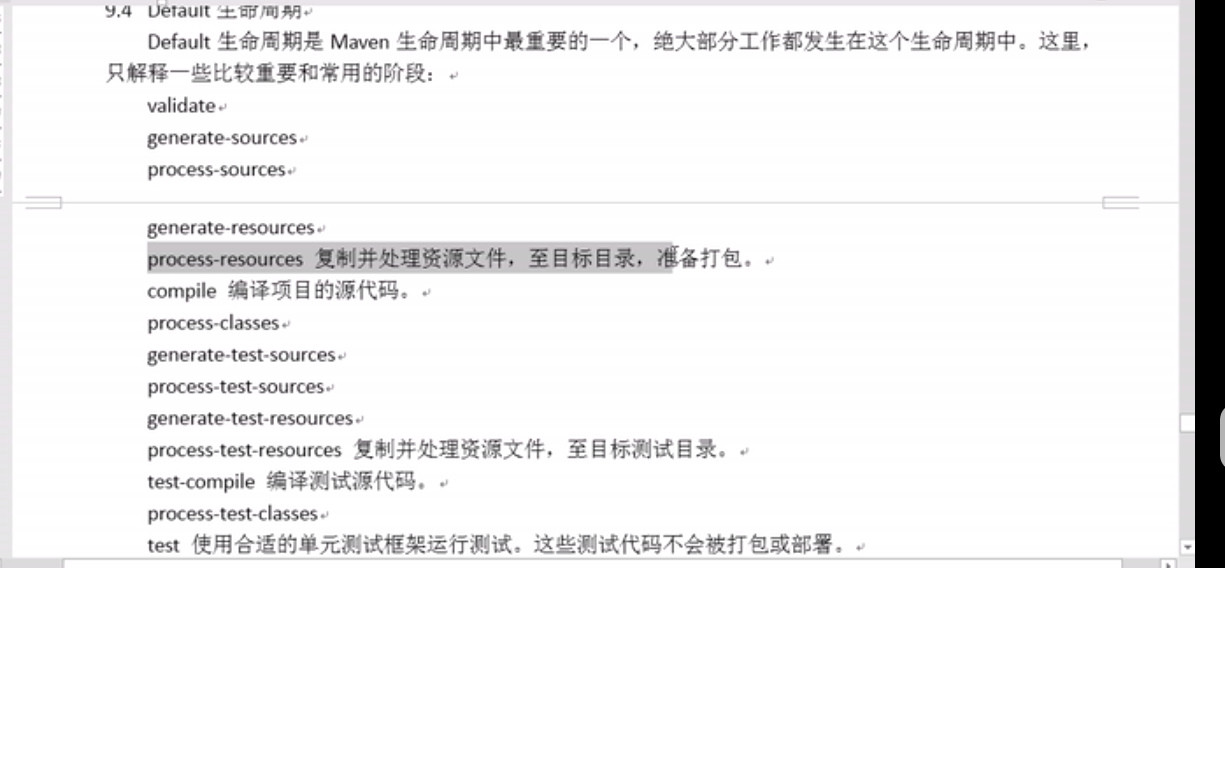 9.4 Default 生命周期
Default 生命周期是 Maven 生命周期中最重要的一个，绝大部分工作都发生在这个生命周期中。这里，
只解释一些比较重要和常用的阶段：
validate
generate-sources
process-sources
generate-resources
process-resources 复制并处理资源文件，至目标目录，准备打包。
compile 编译项目的源代码。
process-classes
generate-test-sources
process-test-sources
generate-test-resources
process-test-resources 复制并处理资源文件，至目标测试目录。
test-compile 编译测试源代码。
process-test-classes
test 使用合适的单元测试框架运行测试。这些测试代码不会被打包或部署。